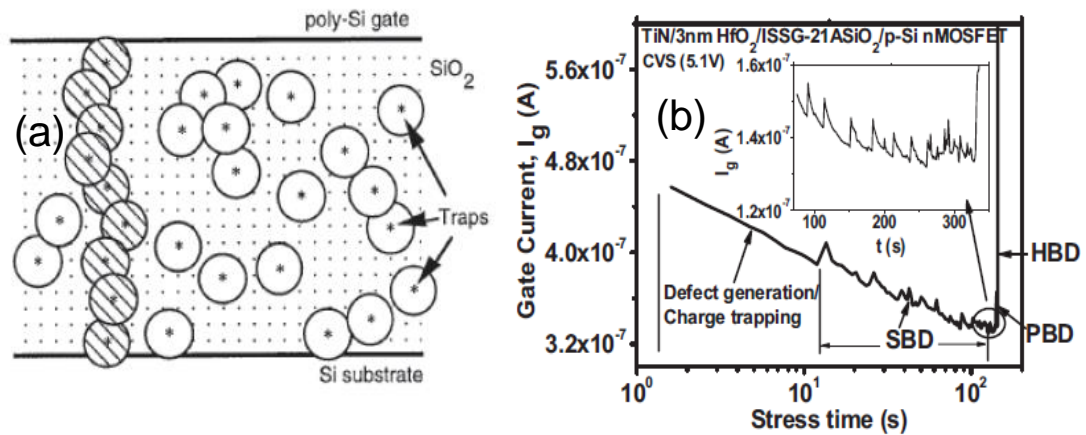 (a)
poly-Si gate
SiO2
Traps
Si substrate
(b)
TiN/3nm HfO2/ISSG-21ASiO2/p-Si nMOSFET
CVS (5.1V)
Gate Current, Ig (A)
5.6x10-7
4.8x10-7
4.0x10-7
3.2x10-7
1.6x10-7
1.4x10-7
1.2x10-7
Ig (A)
100
200
300
t (s)
Defect generation/
Charge trapping
SBD
HBD
PBD
10^0
10^1
10^2
Stress time (s)